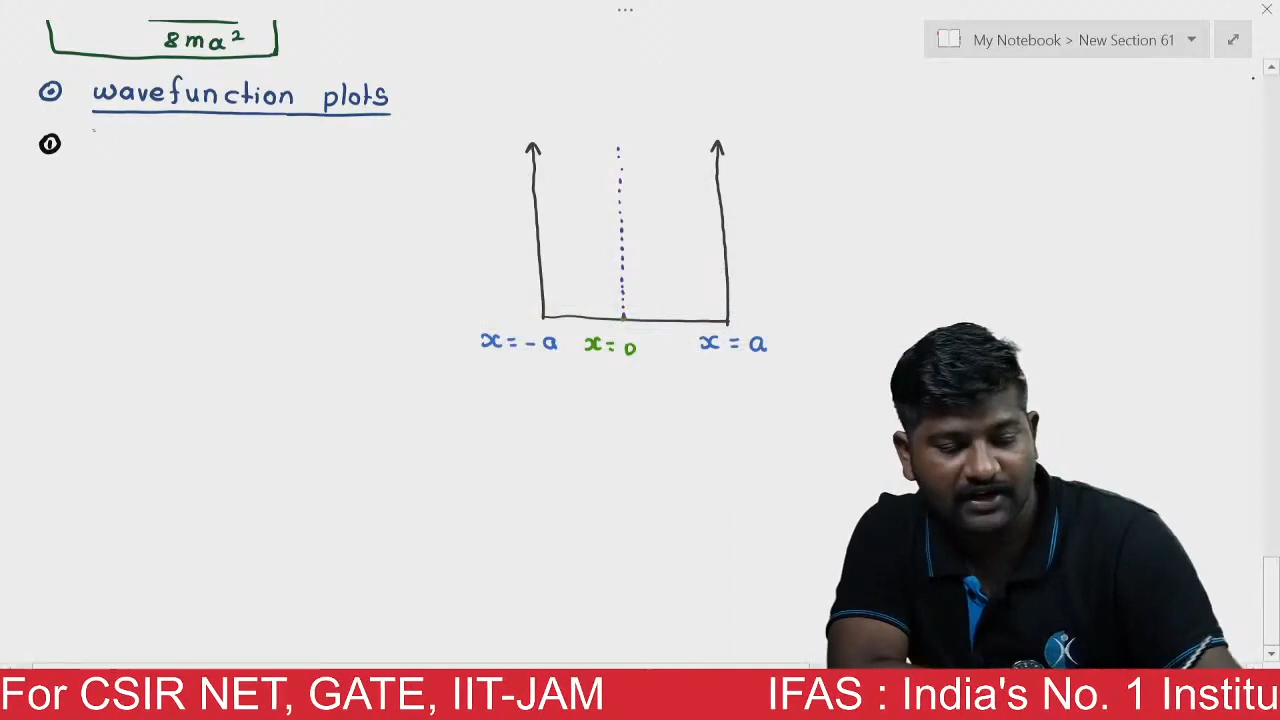 8ma²
My Notebook > New Section 61
⊙ wavefunction plots
①
x=-a x=0 x=a
For CSIR NET, GATE, IIT-JAM IFAS : India's No. 1 Institu